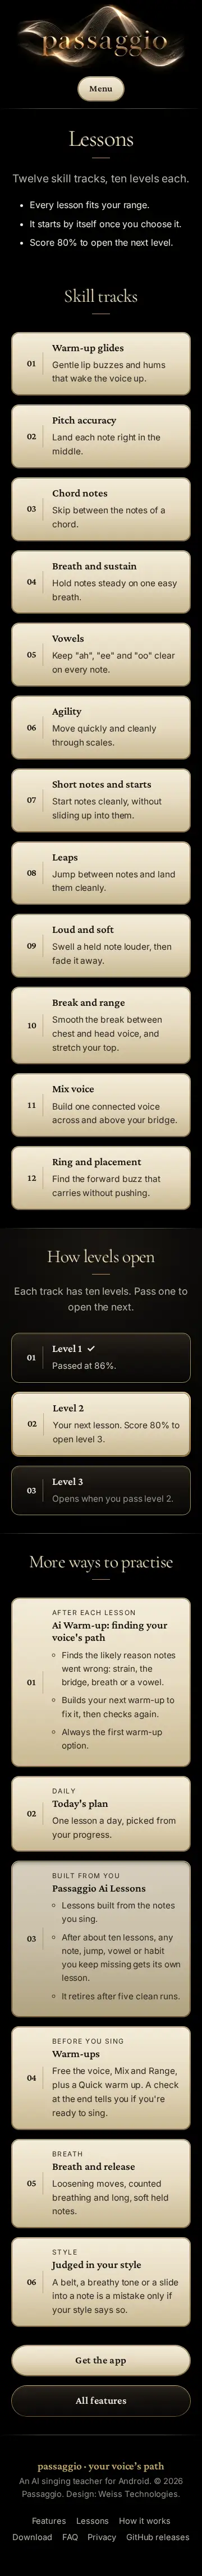 passaggio
Menu
Lessons
Twelve skill tracks, ten levels each.
• Every lesson fits your range.
• It starts by itself once you choose it.
• Score 80% to open the next level.
Skill tracks
01
Warm-up glides
Gentle lip buzzes and hums
that wake the voice up.
02
Pitch accuracy
Land each note right in the
middle.
03
Chord notes
Skip between the notes of a
chord.
04
Breath and sustain
Hold notes steady on one easy
breath.
05
Vowels
Keep "ah", "ee" and "oo" clear
on every note.
06
Agility
Move quickly and cleanly
through scales.
07
Short notes and starts
Start notes cleanly, without
sliding up into them.
08
Leaps
Jump between notes and land
them cleanly.
09
Loud and soft
Swell a held note louder, then
fade it away.
10
Break and range
Smooth the break between
chest and head voice, and
stretch your top.
11
Mix voice
Build one connected voice
across and above your bridge.
12
Ring and placement
Find the forward buzz that
carries without pushing.
How levels open
Each track has ten levels. Pass one to
open the next.
01
Level 1 ✓
Passed at 86%.
02
Level 2
Your next lesson. Score 80% to
open level 3.
03
Level 3
Opens when you pass level 2.
More ways to practise
01
AFTER EACH LESSON
Ai Warm-up: finding your
voice's path
Finds the likely reason notes
went wrong: strain, the
bridge, breath or a vowel.
Builds your next warm-up to
fix it, then checks again.
Always the first warm-up
option.
02
DAILY
Today's plan
One lesson a day, picked from
your progress.
03
BUILT FROM YOU
Passaggio Ai Lessons
Lessons built from the notes
you sing.
After about ten lessons, any
note, jump, vowel or habit
you keep missing gets its own
lesson.
It retires after five clean runs.
04
BEFORE YOU SING
Warm-ups
Free the voice, Mix and Range,
plus a Quick warm up. A check
at the end tells you if you're
ready to sing.
05
BREATH
Breath and release
Loosening moves, counted
breathing and long, soft held
notes.
06
STYLE
Judged in your style
A belt, a breathy tone or a slide
into a note is a mistake only if
your style says so.
Get the app
All features
passaggio · your voice's path
An AI singing teacher for Android. © 2026
Passaggio. Design: Weiss Technologies.
Features Lessons How it works
Download FAQ Privacy GitHub releases